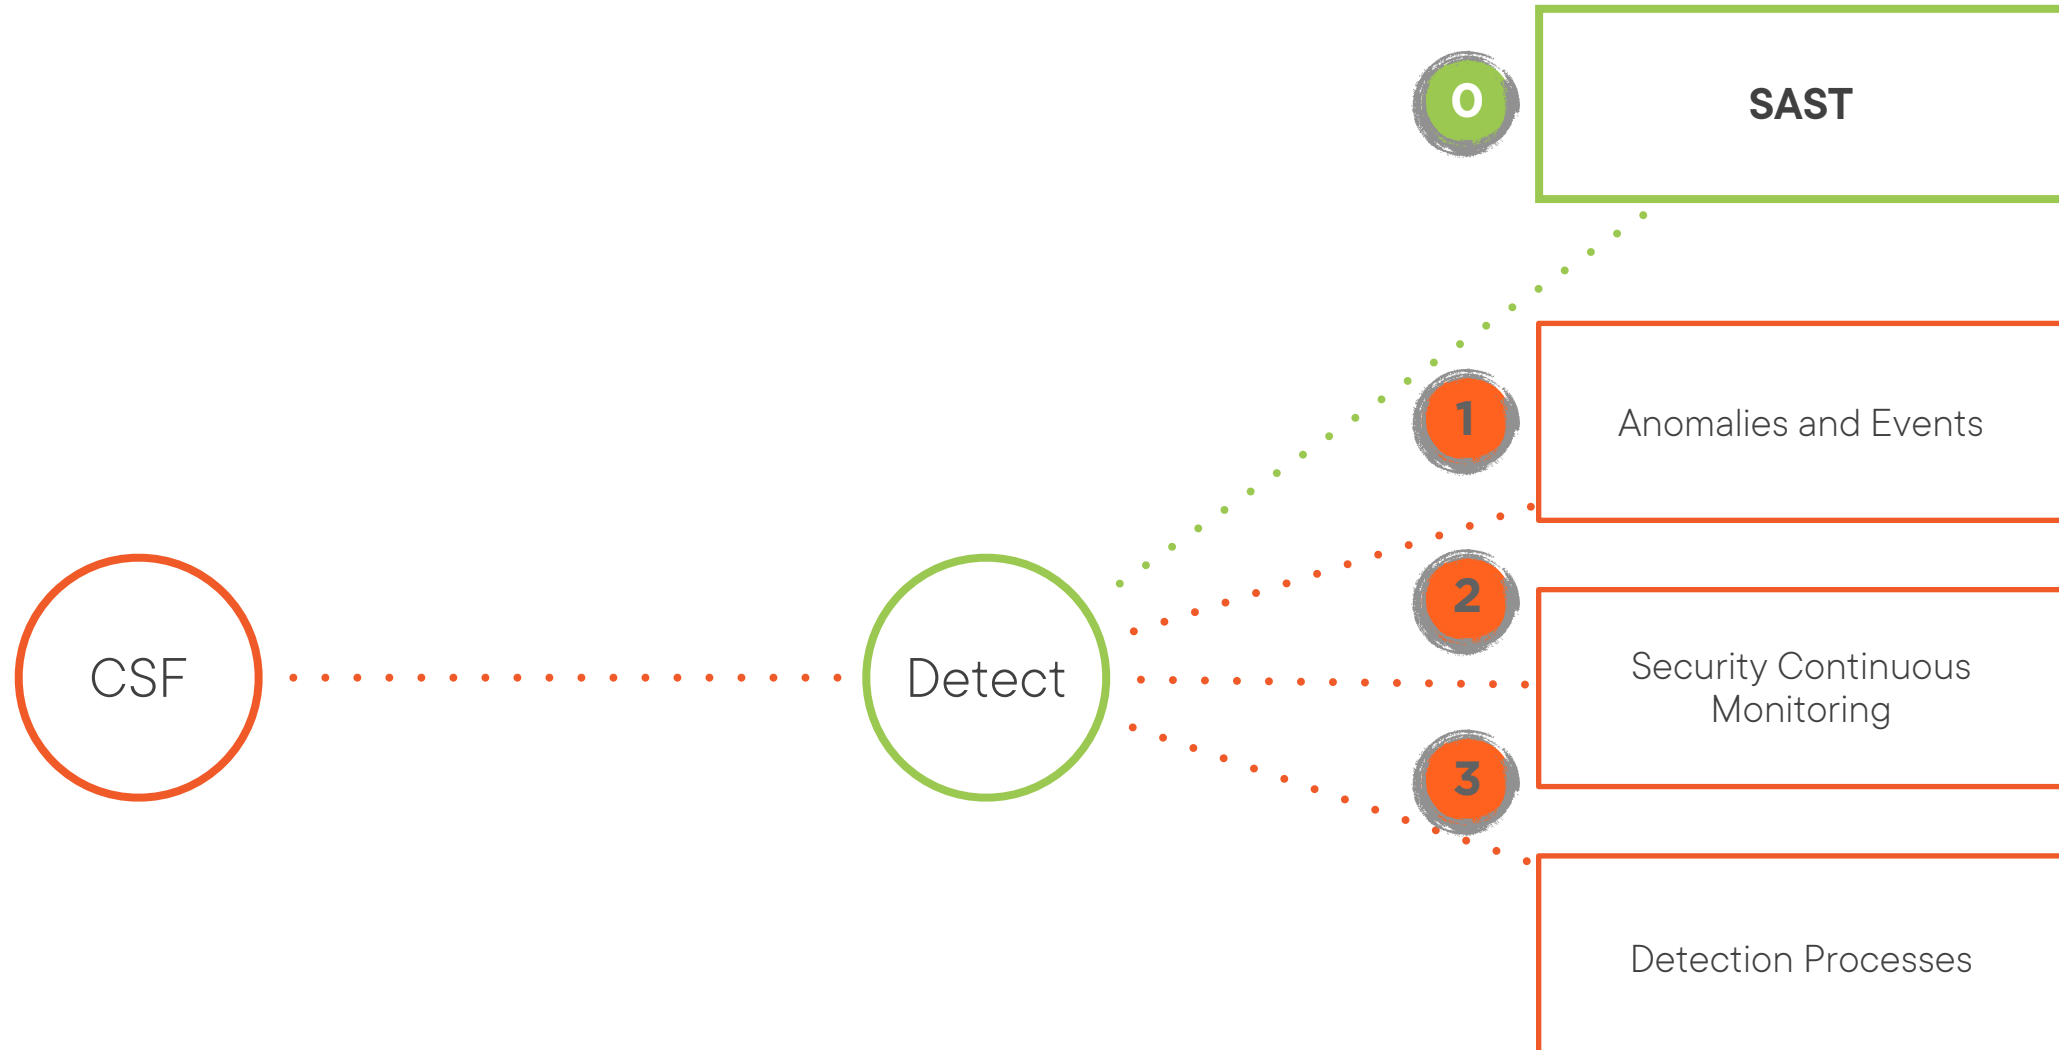 0
SAST
1
Anomalies and Events
2
CSF
Detect
Security Continuous
Monitoring
3
Detection Processes